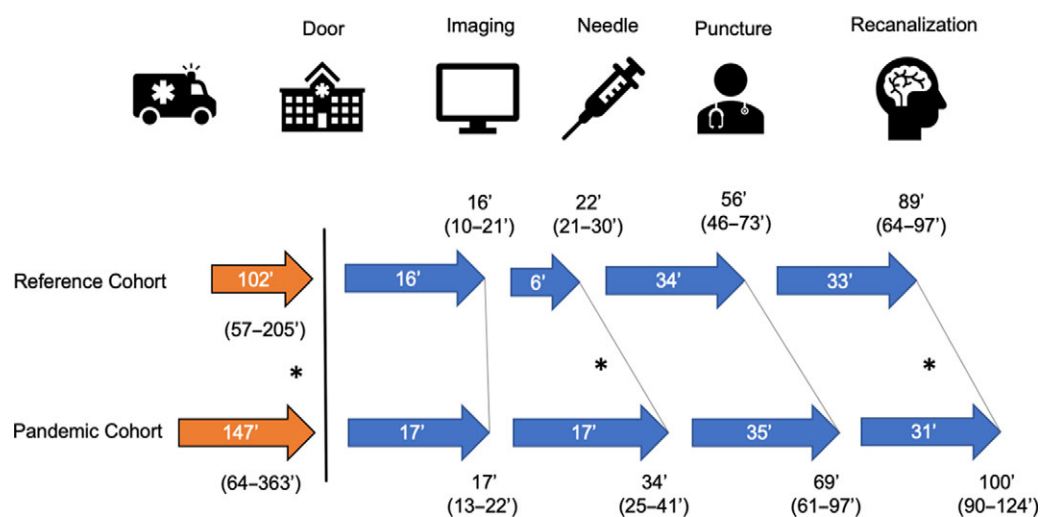 Door Imaging Needle Puncture Recanalization
16' 22' 56' 89'
(10–21') (21–30') (46–73') (64–97')
Reference Cohort 102' 16' 6' 34' 33'
(57–205')
* * *
Pandemic Cohort 147' 17' 17' 35' 31'
(64–363') 17' 34' 69' 100'
(13–22') (25–41') (61–97') (90–124')